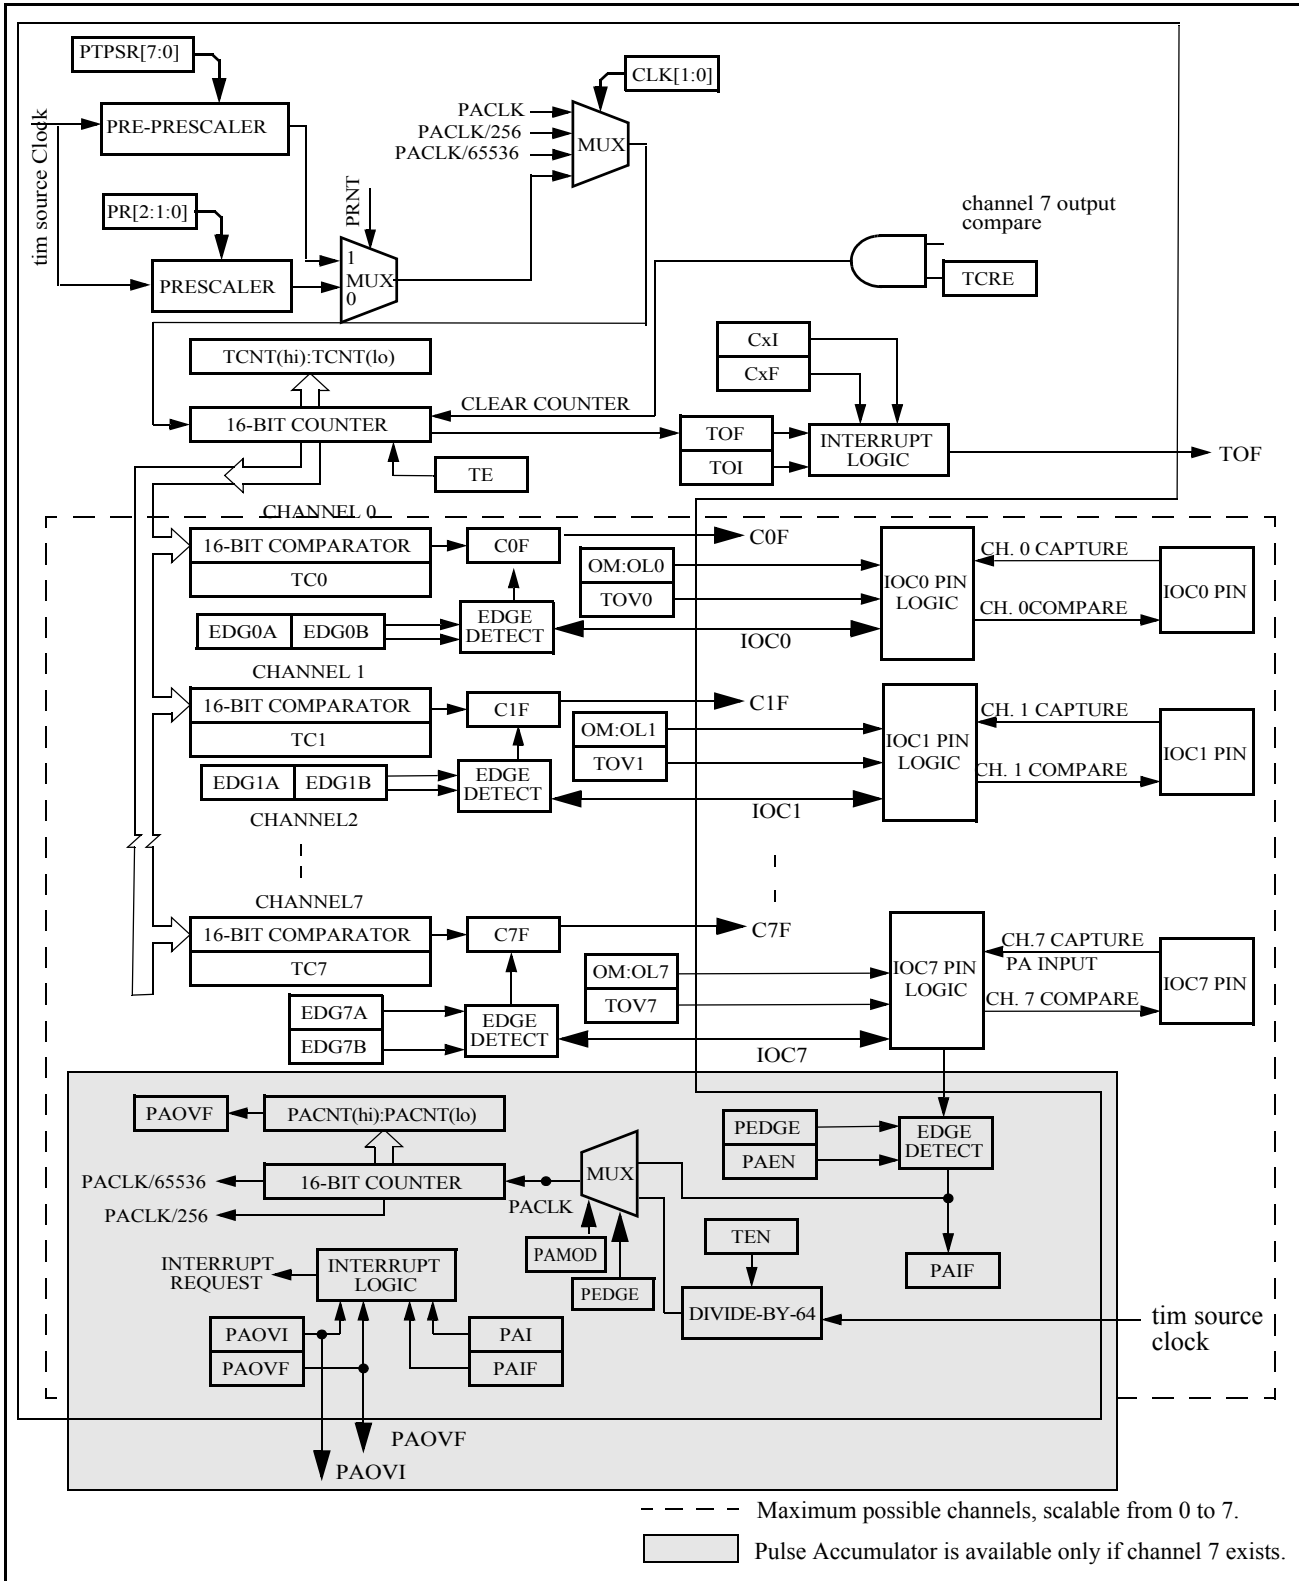 PTPSR[7:0]
CLK[1:0]
PACLK
PRE-PRESCALER
PACLK/256
MUX
PACLK/65536
tim source Clock
PR[2:1:0]
PRNT
channel 7 output
compare
1
MUX
0
PRESCALER
TCRE
CxI
CxF
TCNT(hi):TCNT(lo)
CLEAR COUNTER
16-BIT COUNTER
TOF
TOI
INTERRUPT
LOGIC
TOF
TE
CHANNEL 0
16-BIT COMPARATOR
TC0
C0F
C0F
OM:OL0
TOV0
IOC0 PIN
LOGIC
CH. 0 CAPTURE
CH. 0COMPARE
IOC0 PIN
EDG0A
EDG0B
EDGE
DETECT
IOC0
CHANNEL 1
16-BIT COMPARATOR
TC1
C1F
C1F
OM:OL1
TOV1
IOC1 PIN
LOGIC
CH. 1 CAPTURE
CH. 1 COMPARE
IOC1 PIN
EDG1A
EDG1B
EDGE
DETECT
IOC1
CHANNEL2
CHANNEL7
16-BIT COMPARATOR
TC7
C7F
C7F
OM:OL7
TOV7
IOC7 PIN
LOGIC
CH.7 CAPTURE
PA INPUT
CH. 7 COMPARE
IOC7 PIN
EDG7A
EDG7B
EDGE
DETECT
IOC7
PAOVF
PACNT(hi):PACNT(lo)
PEDGE
PAEN
EDGE
DETECT
MUX
PACLK/65536
16-BIT COUNTER
PACLK
PACLK/256
TEN
PAMOD
INTERRUPT
REQUEST
INTERRUPT
LOGIC
PEDGE
PAIF
DIVIDE-BY-64
tim source
clock
PAOVI
PAOVF
PAI
PAIF
PAOVF
PAOVI
Maximum possible channels, scalable from 0 to 7.
Pulse Accumulator is available only if channel 7 exists.